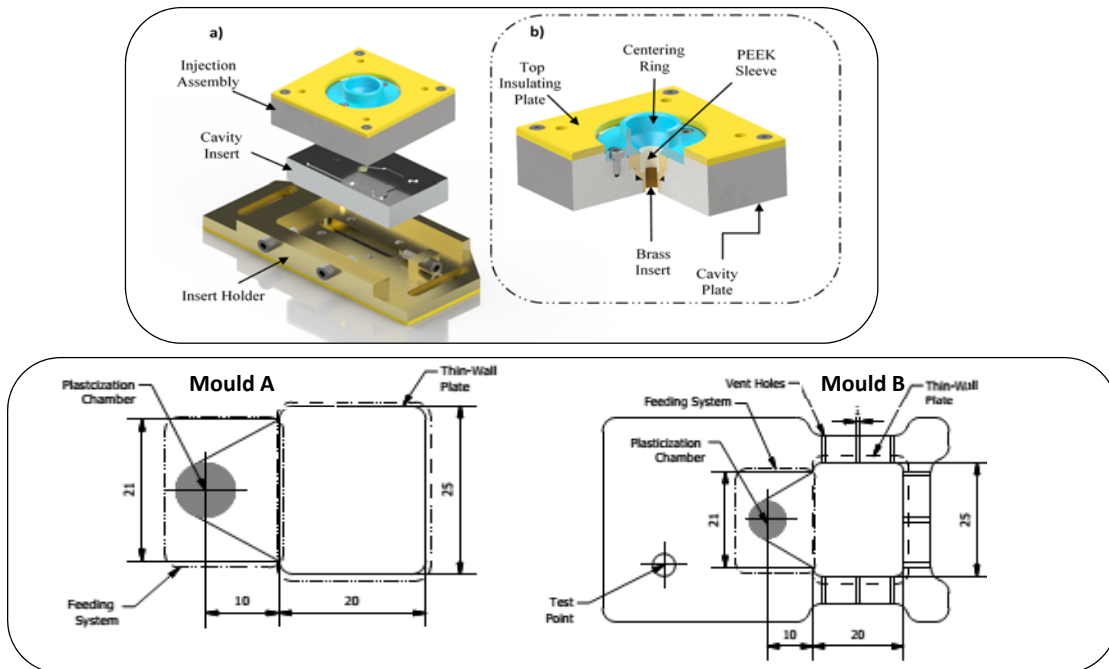 a)
Injection
Assembly
Cavity
Insert
Insert Holder
b)
Top
Insulating
Plate
Centering
Ring
PEEK
Sleeve
Brass
Insert
Cavity
Plate
Mould A
Plastcization
Chamber
Thin-Wall
Plate
21
25
10
20
Feeding
System
Mould B
Vent Holes
1
Thin-Wall
Plate
Feeding System
Plasticization
Chamber
21
25
Test
Point
10
20